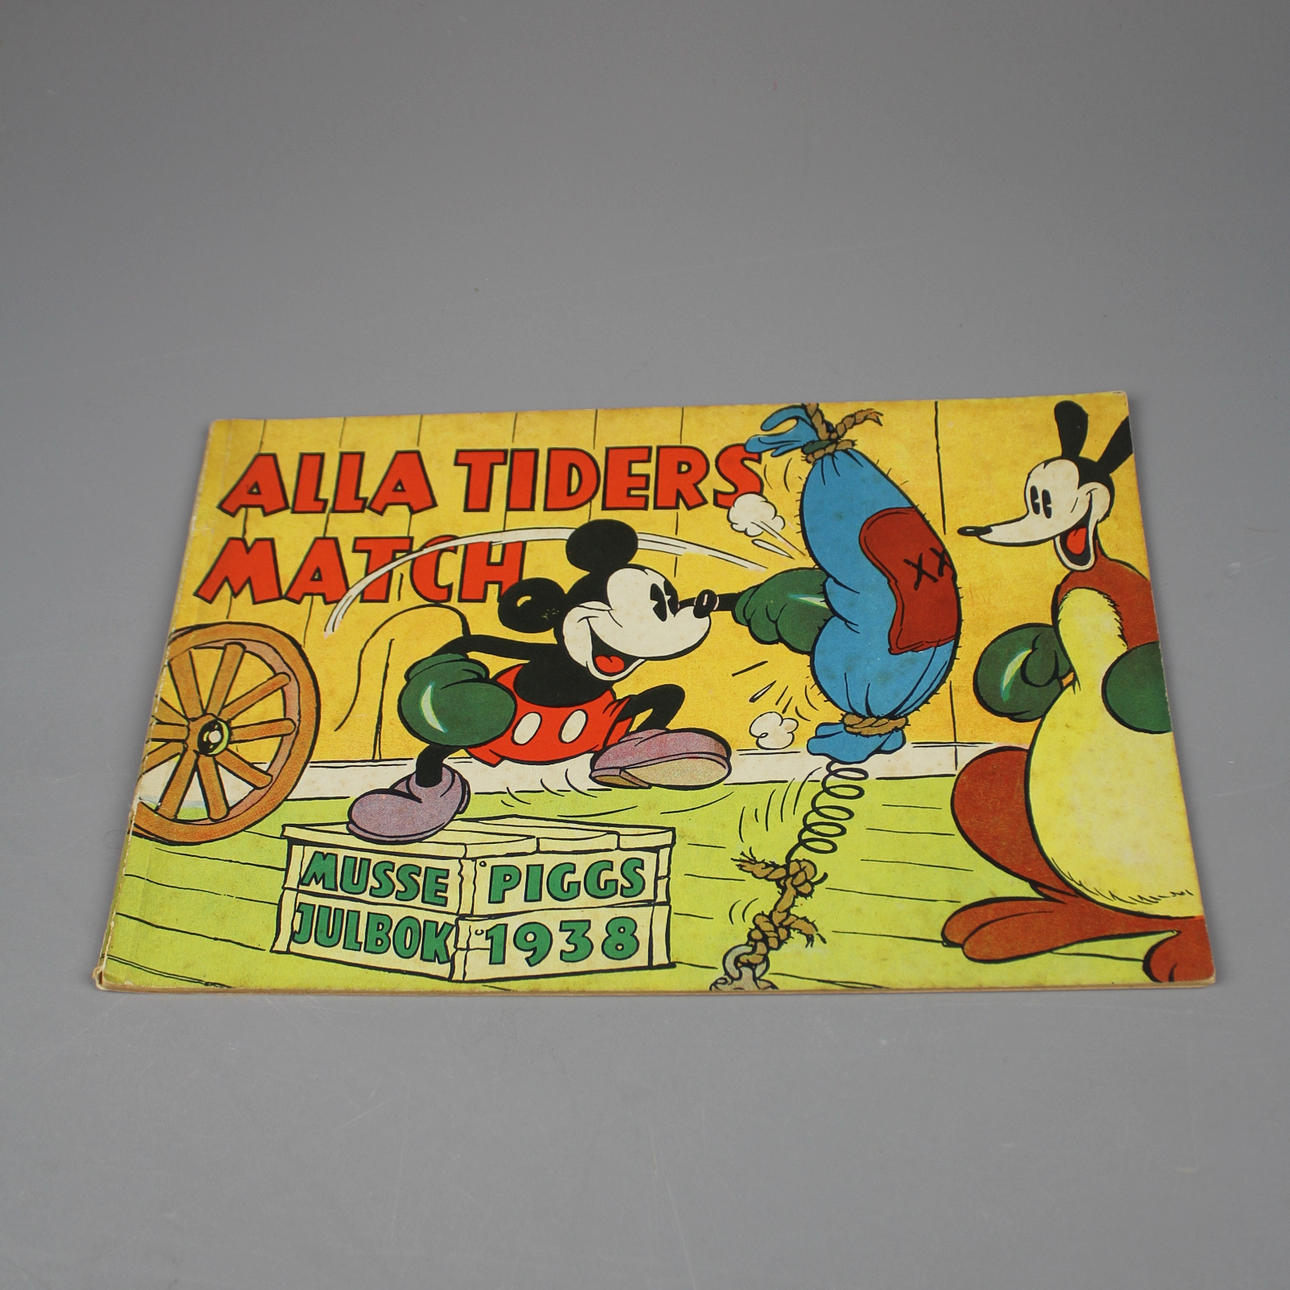 ALLA TIDERS
MATCH
MUSSE PIGGS
JULBOK 1938